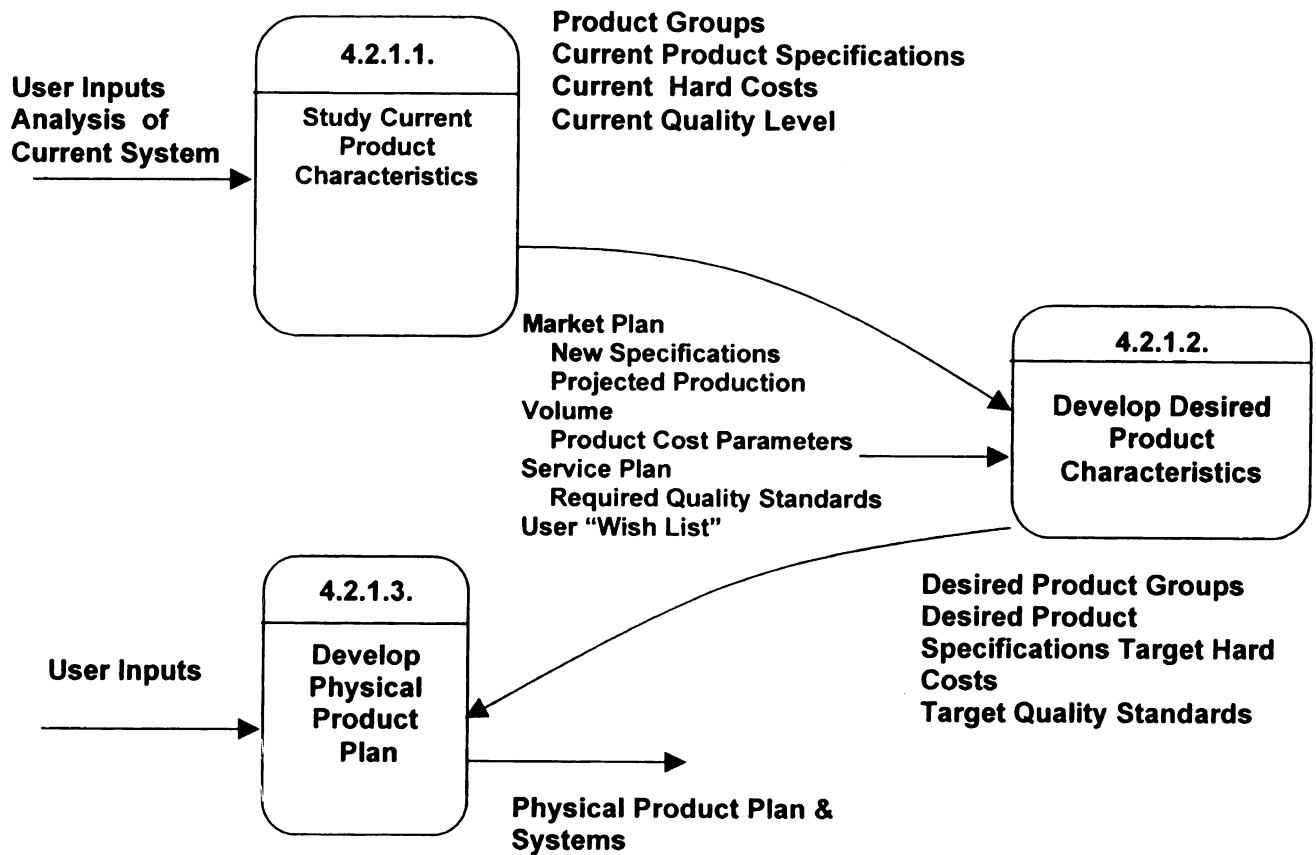 4.2.1.1.
Study Current
Product
Characteristics
User Inputs
Analysis of
Current System
Product Groups
Current Product Specifications
Current Hard Costs
Current Quality Level
Market Plan
New Specifications
Projected Production
Volume
Product Cost Parameters
Service Plan
Required Quality Standards
User “Wish List”
4.2.1.2.
Develop Desired
Product
Characteristics
Desired Product Groups
Desired Product
Specifications Target Hard
Costs
Target Quality Standards
4.2.1.3.
Develop
Physical
Product
Plan
User Inputs
Physical Product Plan &
Systems